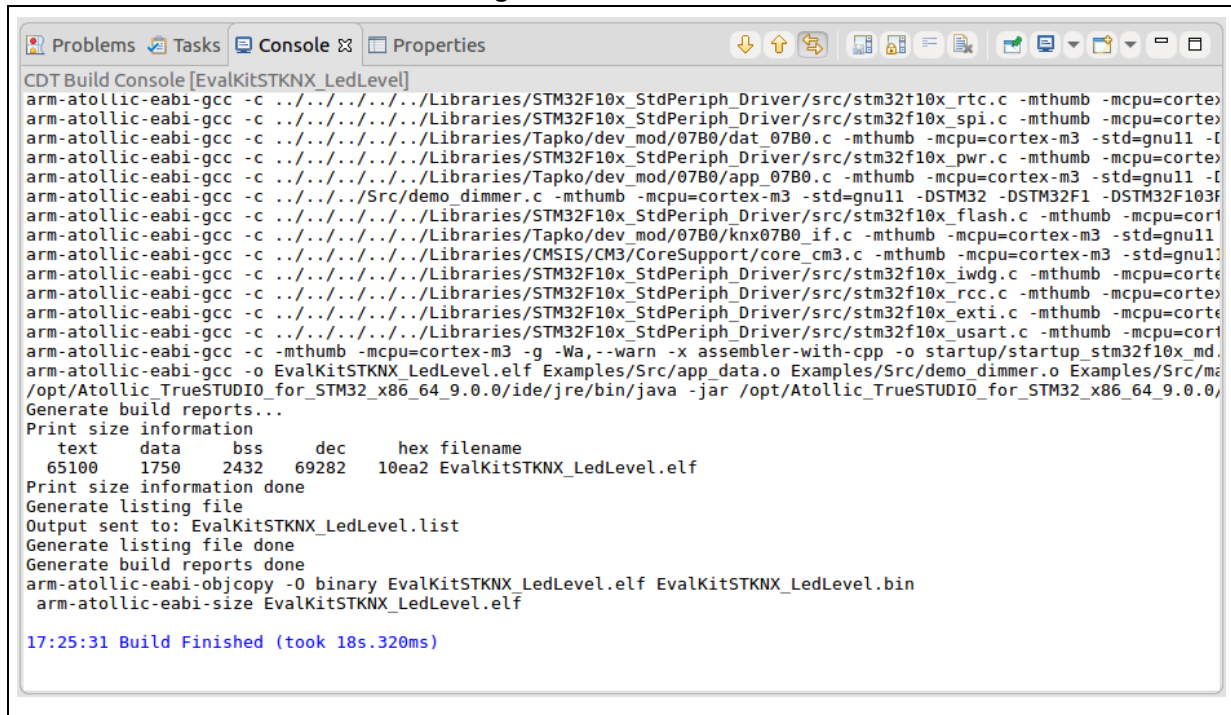 Problems Tasks Console Properties
CDT Build Console [EvalKitSTKNX_LedLevel]
arm-atollic-eabi-gcc -c ../../../../../Libraries/STM32F10x_StdPeriph_Driver/src/stm32f10x_rtc.c -mthumb -mcpu=cortex
arm-atollic-eabi-gcc -c ../../../../../Libraries/STM32F10x_StdPeriph_Driver/src/stm32f10x_spi.c -mthumb -mcpu=cortex
arm-atollic-eabi-gcc -c ../../../../../Libraries/Tapko/dev_mod/07B0/dat_07B0.c -mthumb -mcpu=cortex-m3 -std=gnu11 -D
arm-atollic-eabi-gcc -c ../../../../../Libraries/STM32F10x_StdPeriph_Driver/src/stm32f10x_pwr.c -mthumb -mcpu=cortex
arm-atollic-eabi-gcc -c ../../../../../Libraries/Tapko/dev_mod/07B0/app_07B0.c -mthumb -mcpu=cortex-m3 -std=gnu11 -D
arm-atollic-eabi-gcc -c ../../../Src/demo_dimmer.c -mthumb -mcpu=cortex-m3 -std=gnu11 -DSTM32 -DSTM32F1 -DSTM32F103R
arm-atollic-eabi-gcc -c ../../../../../Libraries/STM32F10x_StdPeriph_Driver/src/stm32f10x_flash.c -mthumb -mcpu=cort
arm-atollic-eabi-gcc -c ../../../../../Libraries/Tapko/dev_mod/07B0/knx07B0_if.c -mthumb -mcpu=cortex-m3 -std=gnu11
arm-atollic-eabi-gcc -c ../../../../../Libraries/CMSIS/CM3/CoreSupport/core_cm3.c -mthumb -mcpu=cortex-m3 -std=gnu11
arm-atollic-eabi-gcc -c ../../../../../Libraries/STM32F10x_StdPeriph_Driver/src/stm32f10x_iwdg.c -mthumb -mcpu=corte
arm-atollic-eabi-gcc -c ../../../../../Libraries/STM32F10x_StdPeriph_Driver/src/stm32f10x_rcc.c -mthumb -mcpu=cortex
arm-atollic-eabi-gcc -c ../../../../../Libraries/STM32F10x_StdPeriph_Driver/src/stm32f10x_exti.c -mthumb -mcpu=corte
arm-atollic-eabi-gcc -c ../../../../../Libraries/STM32F10x_StdPeriph_Driver/src/stm32f10x_usart.c -mthumb -mcpu=cort
arm-atollic-eabi-gcc -c -mthumb -mcpu=cortex-m3 -g -Wa,--warn -x assembler-with-cpp -o startup/startup_stm32f10x_md.
arm-atollic-eabi-gcc -o EvalKitSTKNX_LedLevel.elf Examples/Src/app_data.o Examples/Src/demo_dimmer.o Examples/Src/ma
/opt/Atollic_TrueSTUDIO_for_STM32_x86_64_9.0.0/ide/jre/bin/java -jar /opt/Atollic_TrueSTUDIO_for_STM32_x86_64_9.0.0/
Generate build reports...
Print size information
text data bss dec hex filename
65100 1750 2432 69282 10ea2 EvalKitSTKNX_LedLevel.elf
Print size information done
Generate listing file
Output sent to: EvalKitSTKNX_LedLevel.list
Generate listing file done
Generate build reports done
arm-atollic-eabi-objcopy -O binary EvalKitSTKNX_LedLevel.elf EvalKitSTKNX_LedLevel.bin
arm-atollic-eabi-size EvalKitSTKNX_LedLevel.elf
17:25:31 Build Finished (took 18s.320ms)